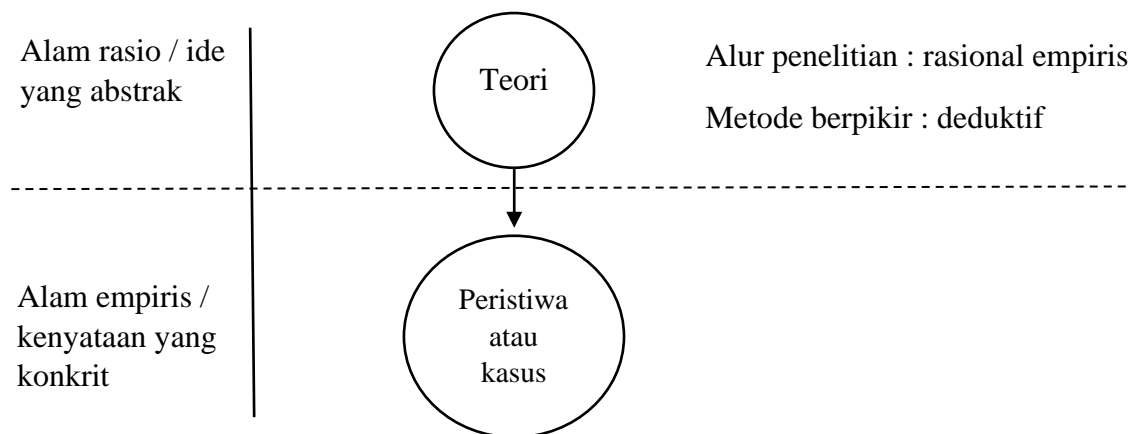 Alam rasio / ide
yang abstrak
Teori
Alur penelitian : rasional empiris
Metode berpikir : deduktif
Alam empiris /
kenyataan yang
konkrit
Peristiwa
atau
kasus